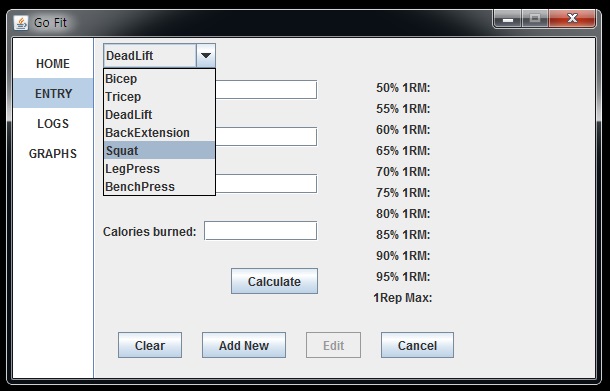 Go Fit
HOME
ENTRY
LOGS
GRAPHS
DeadLift
Bicep
Tricep
DeadLift
BackExtension
Squat
LegPress
BenchPress
Calories burned:
Calculate
50% 1RM:
55% 1RM:
60% 1RM:
65% 1RM:
70% 1RM:
75% 1RM:
80% 1RM:
85% 1RM:
90% 1RM:
95% 1RM:
1Rep Max:
Clear
Add New
Edit
Cancel